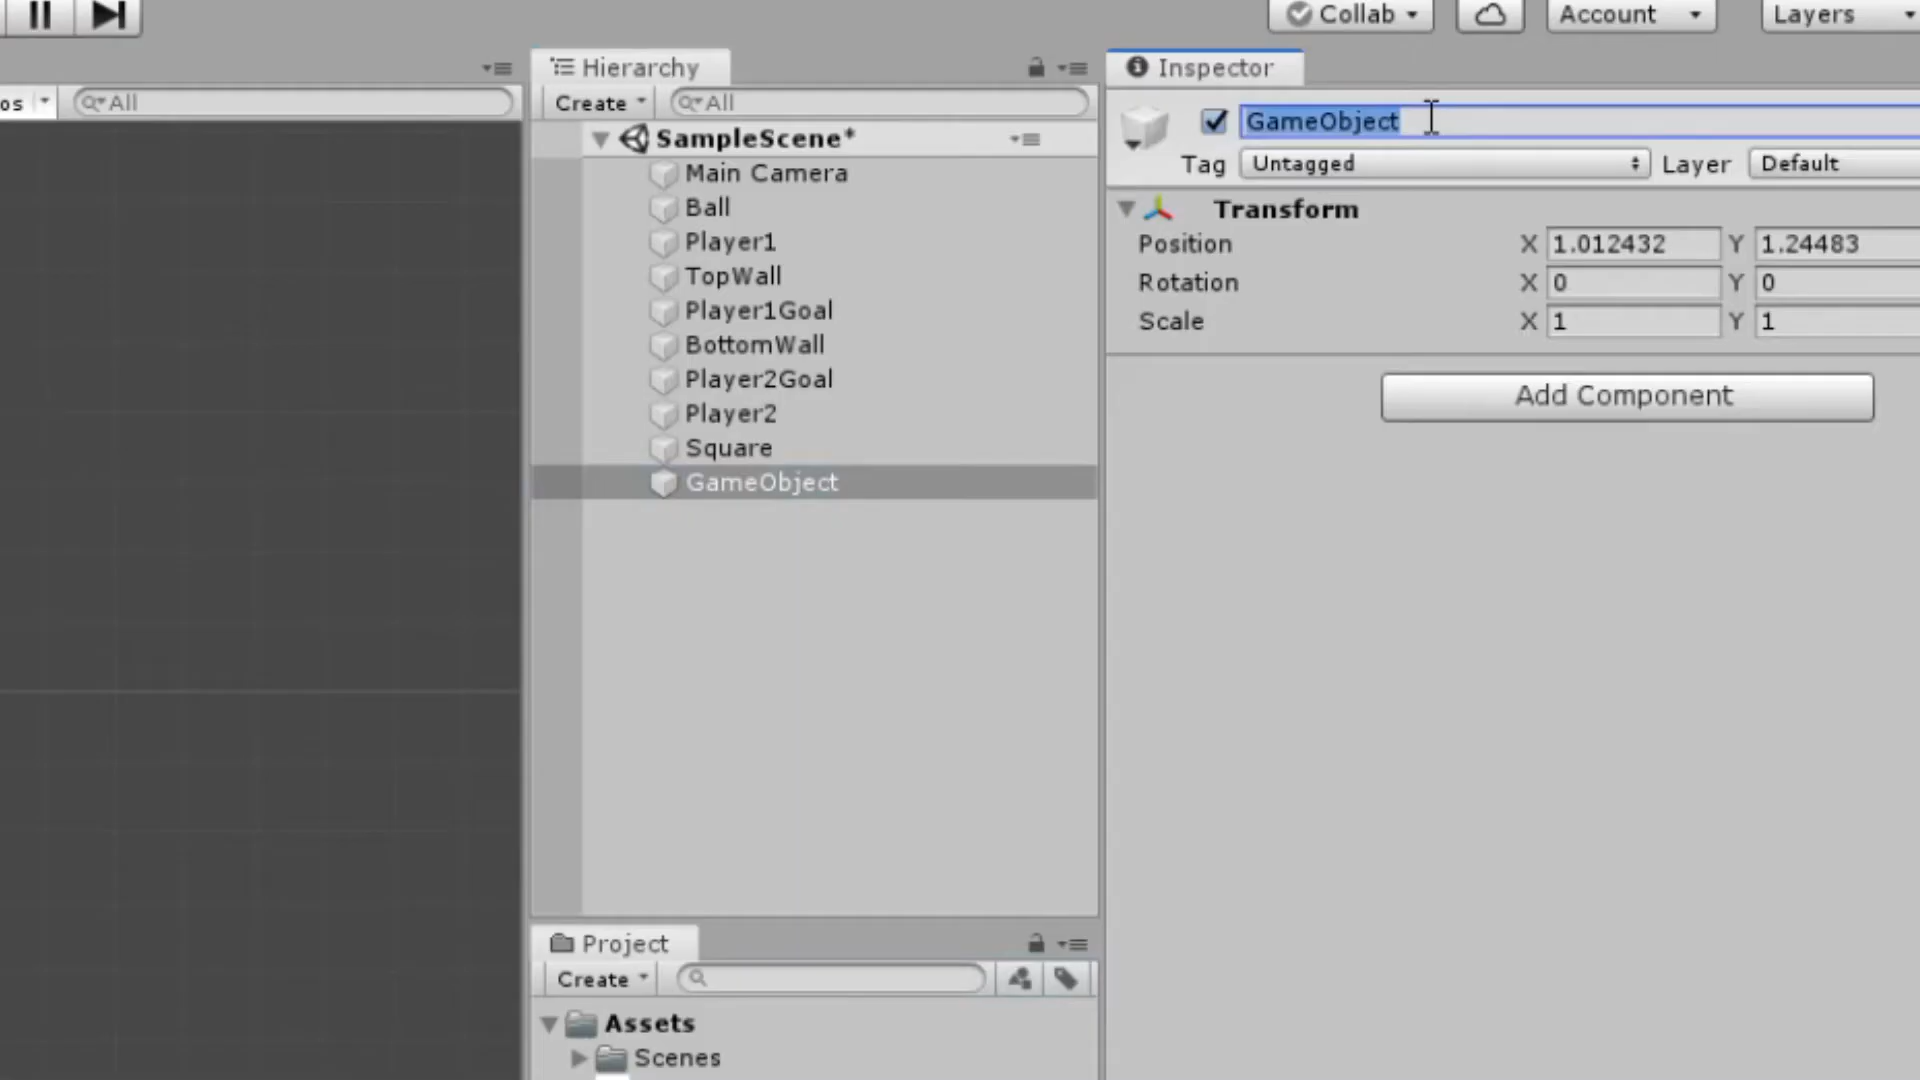 Collab
Account
Layers
os
All
Hierarchy
Create
All
SampleScene*
Main Camera
Ball
Player1
TopWall
Player1Goal
BottomWall
Player2Goal
Player2
Square
GameObject
Project
Create
Assets
Scenes
Inspector
GameObject
Tag Untagged Layer Default
Transform
Position X 1.012432 Y 1.24483
Rotation X 0 Y 0
Scale X 1 Y 1
Add Component